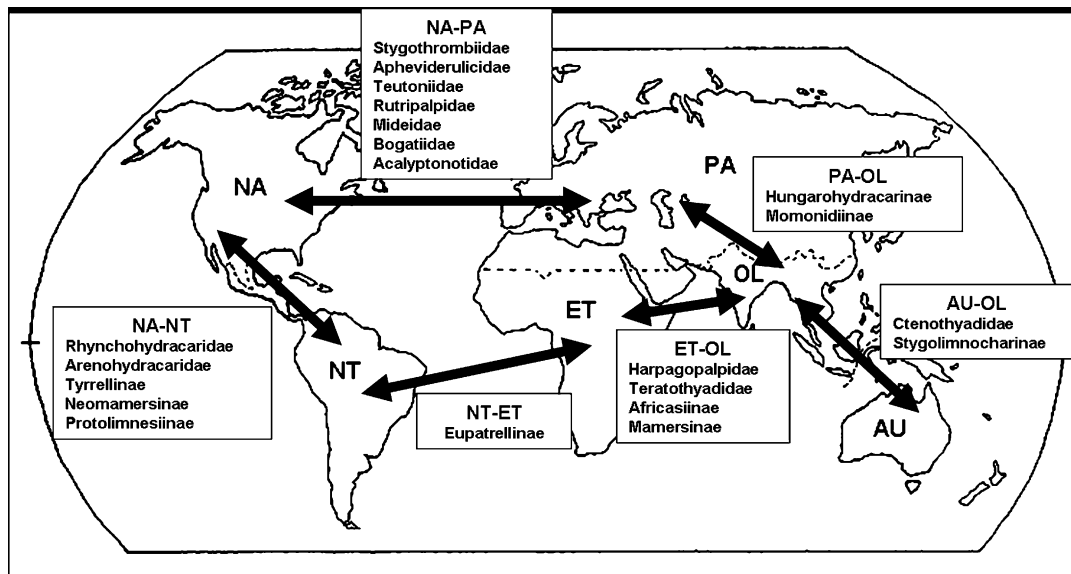 NA-PA
Stygothrombiidae
Apheviderulicidae
Teutoniidae
Rutripalpidae
Mideidae
Bogatiidae
Acalyptonotidae
NA
PA
PA-OL
Hungarohydracarinae
Momonidiinae
OL
ET
NT
AU
NA-NT
Rhynchohydracaridae
Arenohydracaridae
Tyrrellinae
Neomamersinae
Protolimnesiinae
NT-ET
Eupatrellinae
ET-OL
Harpagopalpidae
Teratothyadidae
Africasiinae
Mamersinae
AU-OL
Ctenothyadidae
Stygolimnocharinae